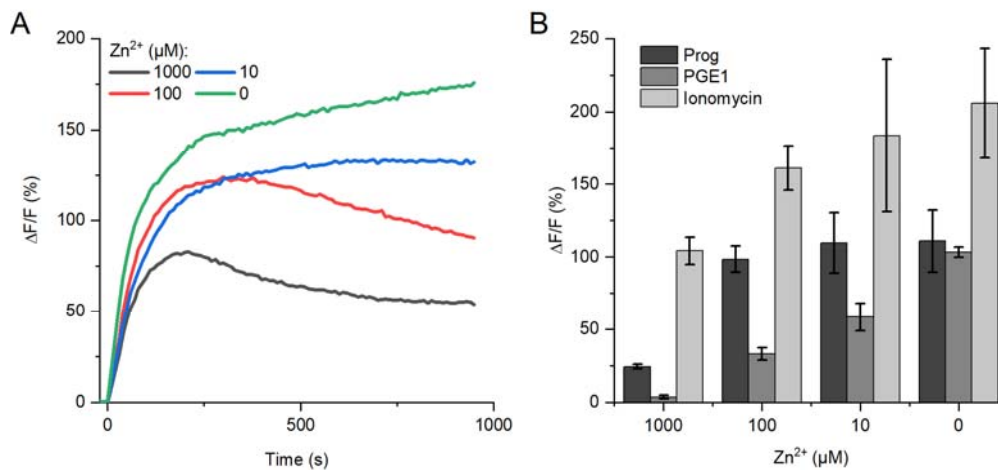 A
Zn²⁺ (µM):
1000 10
100 0
200
150
100
50
0
ΔF/F (%)
0 500 1000
Time (s)
B
Prog
PGE1
Ionomycin
250
200
150
100
50
0
ΔF/F (%)
1000 100 10 0
Zn²⁺ (µM)